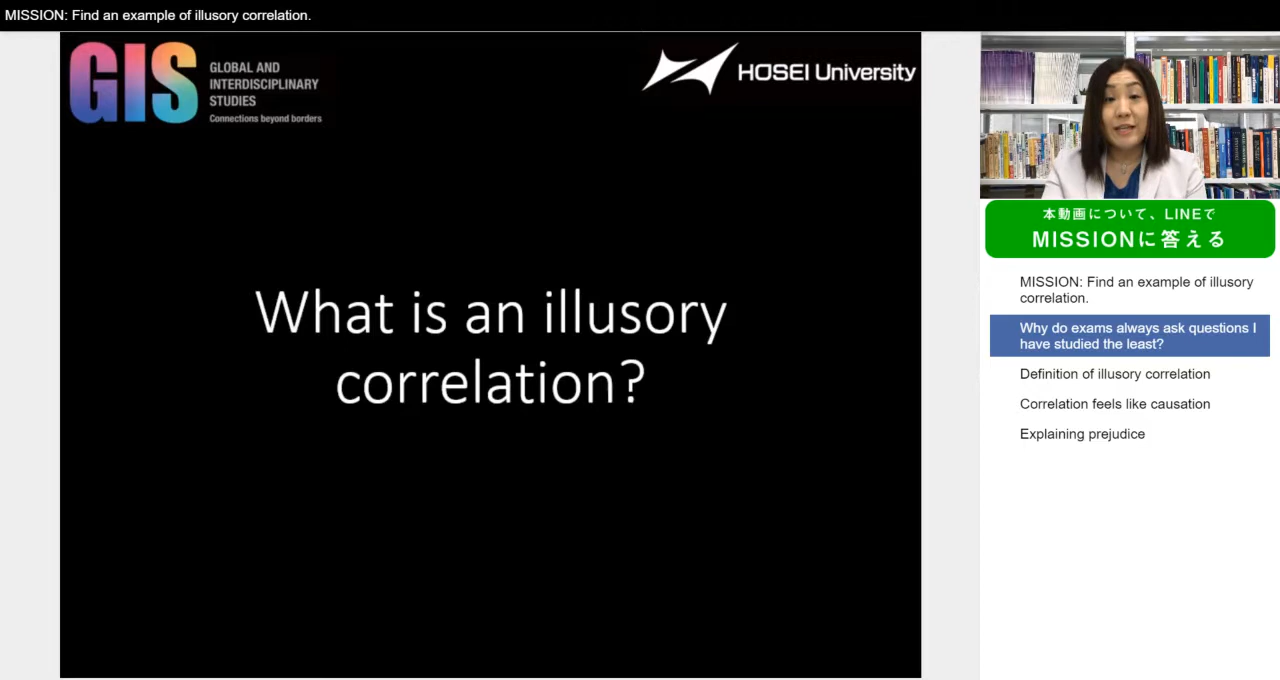 MISSION: Find an example of illusory correlation.
GIS
GLOBAL AND
INTERDISCIPLINARY
STUDIES
Connections beyond borders
HOSEI University
What is an illusory
correlation?
本動画について、LINEで
MISSIONに答える
MISSION: Find an example of illusory
correlation.
Why do exams always ask questions I
have studied the least?
Definition of illusory correlation
Correlation feels like causation
Explaining prejudice